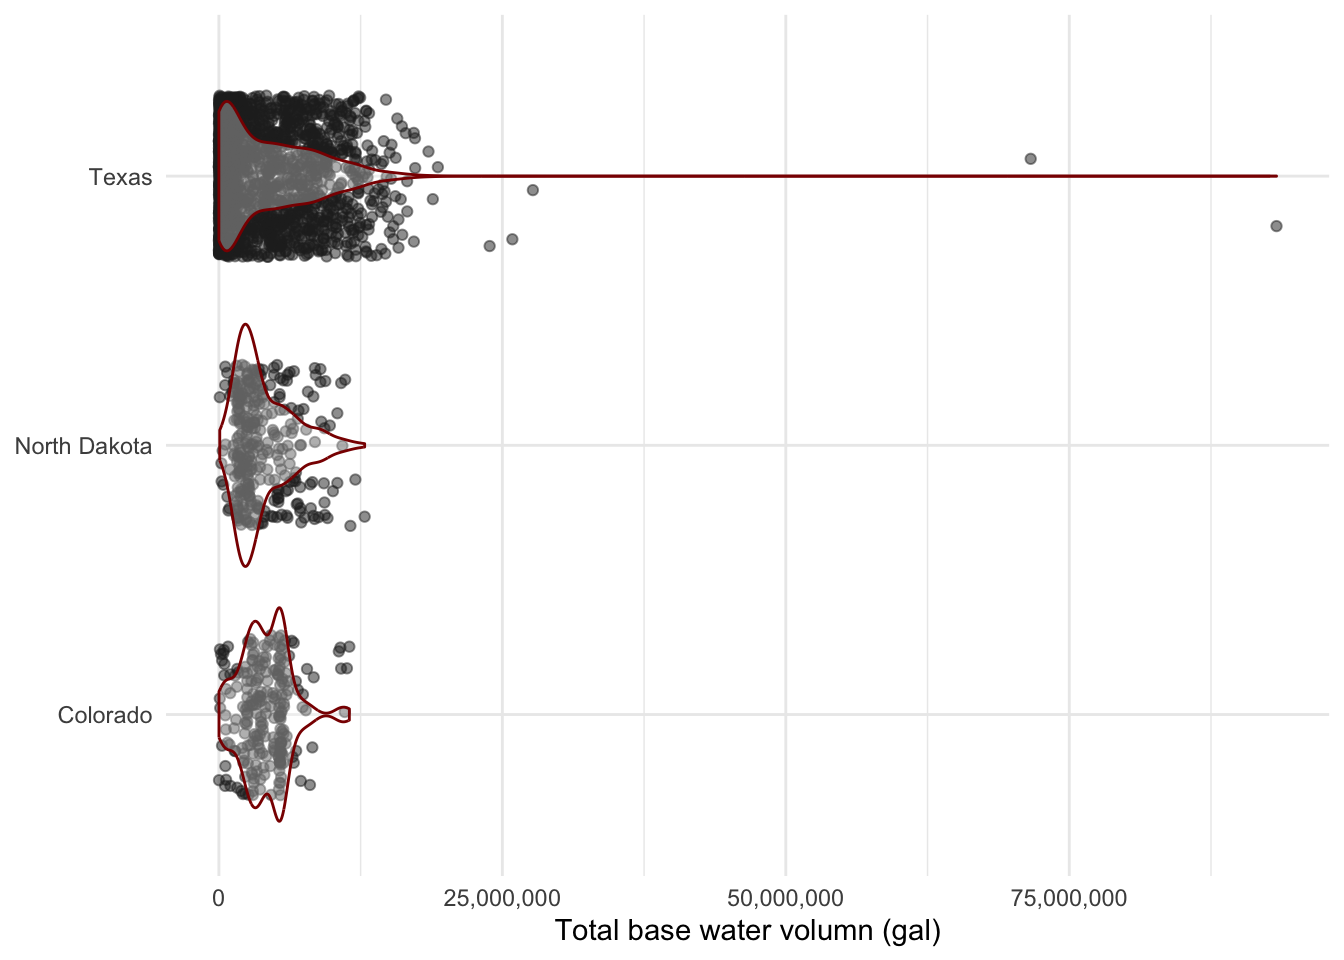 Texas
North Dakota
Colorado
0 25,000,000 50,000,000 75,000,000
Total base water volumn (gal)